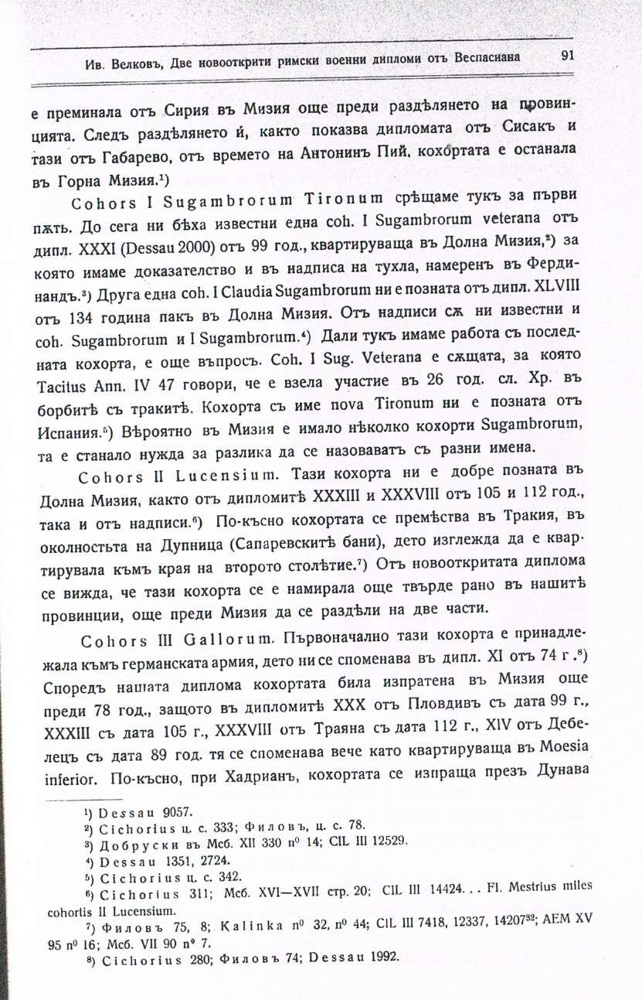 Ив. Велковъ, Две новооткрити римски военни дипломи отъ Веспасиана 91
е преминала отъ Сирия въ Мизия още преди раздѣлянето на провин-
цията. Следъ раздѣлянето ѝ, както показва дипломата отъ Сисакъ и
тази отъ Габарево, отъ времето на Антонинъ Пий, кохортата е останала
въ Горна Мизия.¹)
Cohors I Sugambrorum Tironum срѣщаме тукъ за първи
пѫть. До сега ни бѣха известни една coh. I Sugambrorum veterana отъ
дипл. XXXI (Dessau 2000) отъ 99 год., квартируваща въ Долна Мизия,²) за
която имаме доказателство и въ надписа на тухла, намеренъ въ Ферди-
нандъ.³) Друга една coh. I Claudia Sugambrorum ни е позната отъ дипл. XLVIII
отъ 134 година пакъ въ Долна Мизия. Отъ надписи сѫ ни известни и
coh. Sugambrorum и I Sugambrorum.⁴) Дали тукъ имаме работа съ послед-
ната кохорта, е още въпросъ. Coh. I Sug. Veterana е сѫщата, за която
Tacitus Ann. IV 47 говори, че е взела участие въ 26 год. сл. Хр. въ
борбитѣ съ тракитѣ. Кохорта съ име nova Tironum ни е позната отъ
Испания.⁵) Вѣроятно въ Мизия е имало нѣколко кохорти Sugambrorum,
та е станало нужда за разлика да се назоваватъ съ разни имена.
Cohors II Lucensium. Тази кохорта ни е добре позната въ
Долна Мизия, както отъ дипломитѣ XXXIII и XXXVIII отъ 105 и 112 год.,
така и отъ надписи.⁶) По-късно кохортата се премѣства въ Тракия, въ
околностьта на Дупница (Сапаревскитѣ бани), дето изглежда да е квар-
тирувала къмъ края на второто столѣтие.⁷) Отъ новооткритата диплома
се вижда, че тази кохорта се е намирала още твърде рано въ нашитѣ
провинции, още преди Мизия да се раздѣли на две части.
Cohors III Gallorum. Първоначално тази кохорта е принадле-
жала къмъ германската армия, дето ни се споменава въ дипл. XI отъ 74 г .⁸)
Споредъ нашата диплома кохортата била изпратена въ Мизия още
преди 78 год., защото въ дипломитѣ XXX отъ Пловдивъ съ дата 99 г.,
XXXIII съ дата 105 г., XXXVIII отъ Траяна съ дата 112 г., XIV отъ Дебе-
лецъ съ дата 89 год. тя се споменава вече като квартируваща въ Moesia
inferior. По-късно, при Хадрианъ, кохортата се изпраща презъ Дунава
¹) Dessau 9057.
²) Cichorius ц. с. 333; Филовъ, ц. с. 78.
³) Добруски въ Мсб. XII 330 n⁰ 14; CIL III 12529.
⁴) Dessau 1351, 2724.
⁵) Cichorius ц. с. 342.
⁶) Cichorius 311; Мсб. XVI—XVII стр. 20; CIL III 14424. . . Fl. Mestrius miles
cohortis II Lucensium.
⁷) Филовъ 75, 8; Kalinka n⁰ 32, n⁰ 44; CIL III 7418, 12337, 14207³²; AEM XV
95 n⁰ 16; Мсб. VII 90 n⁰ 7.
⁸) Cichorius 280; Филовъ 74; Dessau 1992.